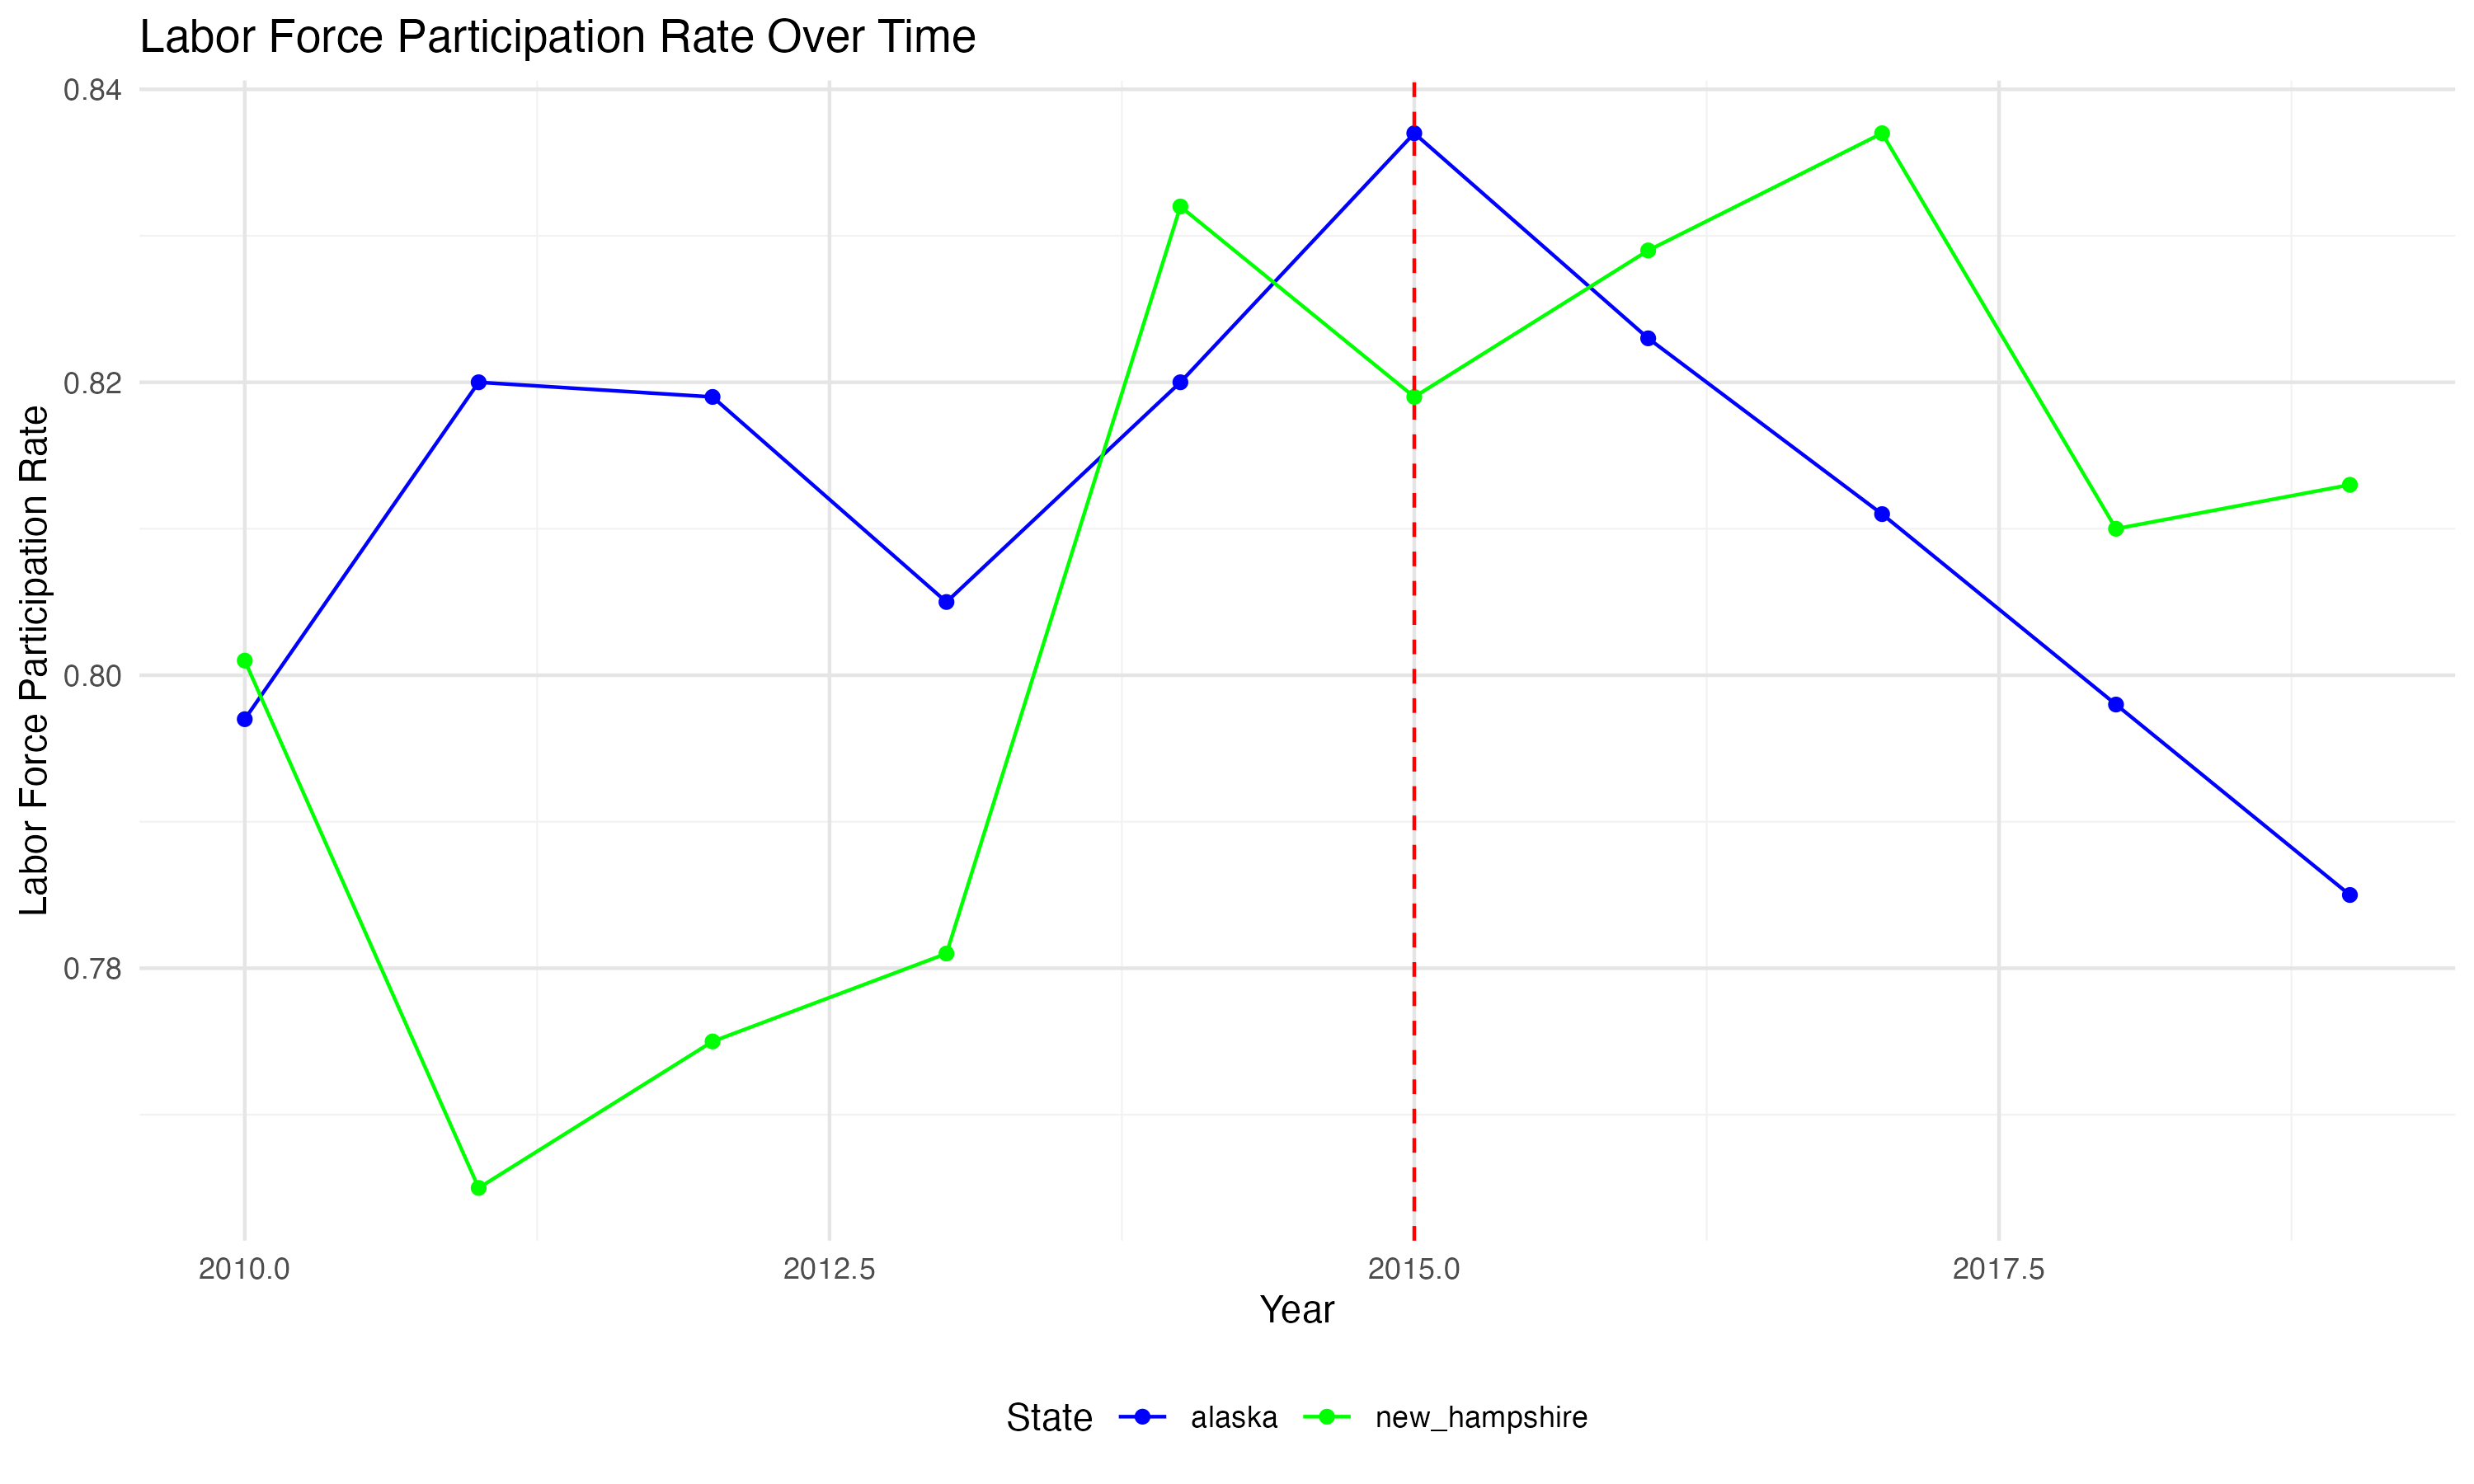 Labor Force Participation Rate Over Time
Labor Force Participation Rate
0.84
0.82
0.80
0.78
2010.0 2012.5 2015.0 2017.5
Year
State alaska new_hampshire